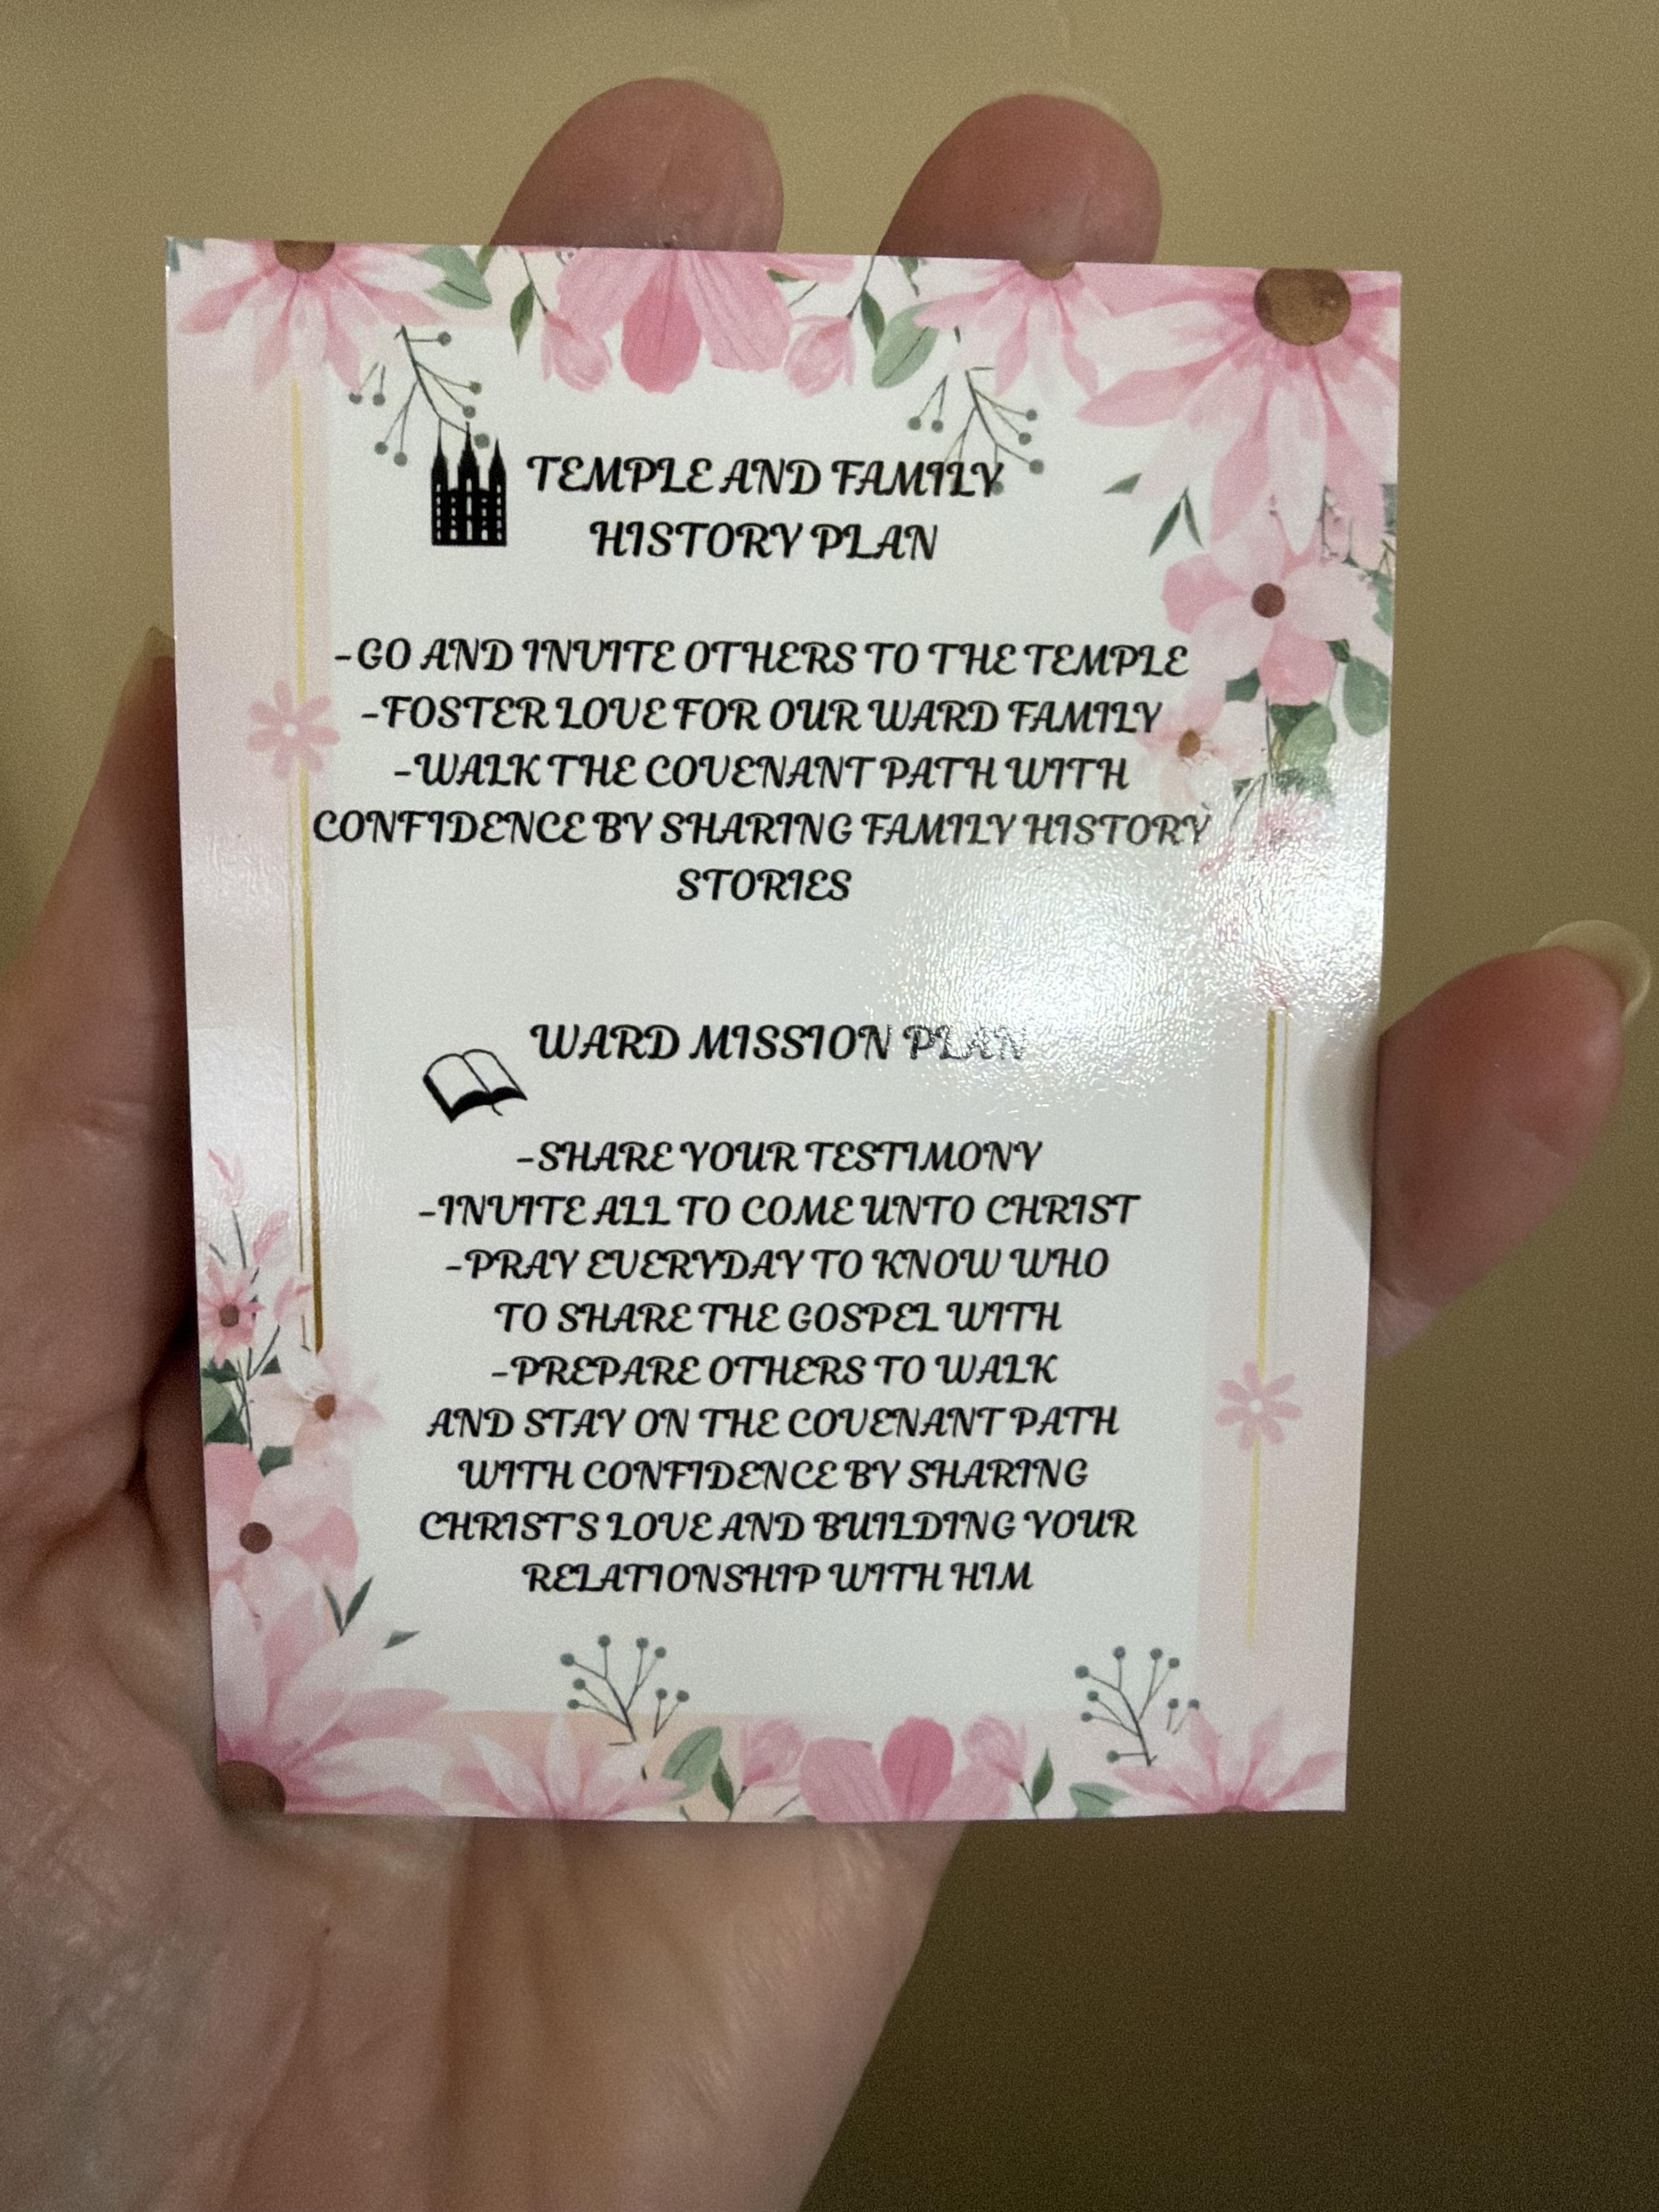 TEMPLE AND FAMILY
HISTORY PLAN
-GO AND INVITE OTHERS TO THE TEMPLE
-FOSTER LOVE FOR OUR WARD FAMILY
-WALK THE COVENANT PATH WITH
CONFIDENCE BY SHARING FAMILY HISTORY
STORIES
WARD MISSION PLAN
-SHARE YOUR TESTIMONY
-INVITE ALL TO COME UNTO CHRIST
-PRAY EVERYDAY TO KNOW WHO
TO SHARE THE GOSPEL WITH
-PREPARE OTHERS TO WALK
AND STAY ON THE COVENANT PATH
WITH CONFIDENCE BY SHARING
CHRIST'S LOVE AND BUILDING YOUR
RELATIONSHIP WITH HIM